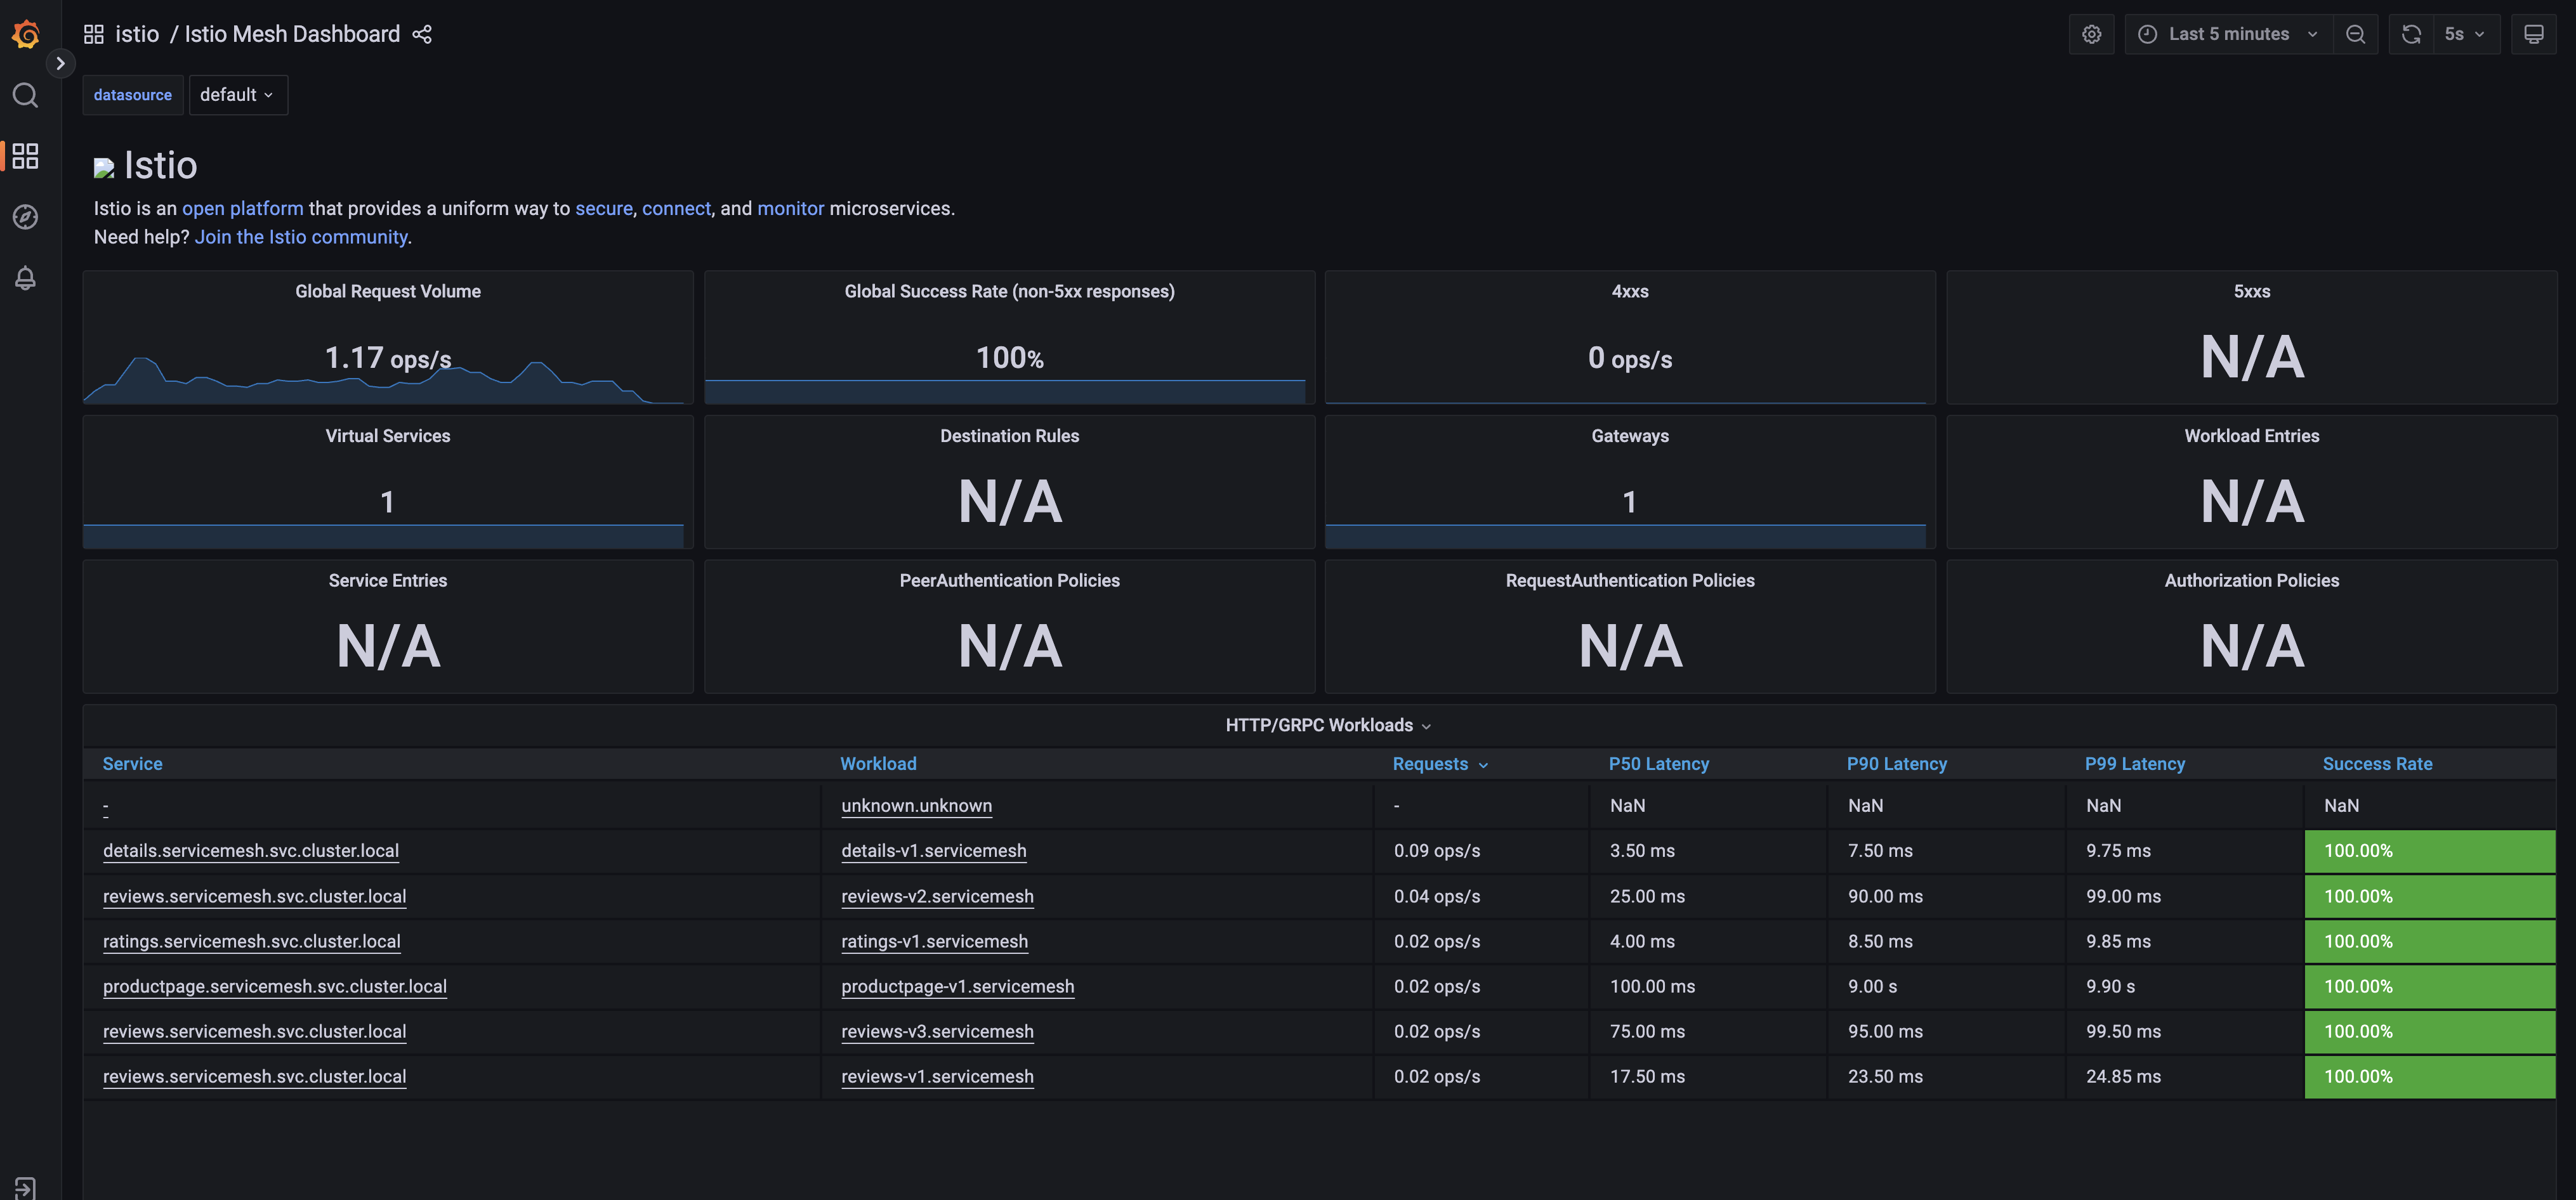 istio / Istio Mesh Dashboard
Last 5 minutes
5s
datasource default
Istio
Istio is an open platform that provides a uniform way to secure, connect, and monitor microservices.
Need help? Join the Istio community.
Global Request Volume
1.17 ops/s
Global Success Rate (non-5xx responses)
100%
4xxs
0 ops/s
5xxs
N/A
Virtual Services
1
Destination Rules
N/A
Gateways
1
Workload Entries
N/A
Service Entries
N/A
PeerAuthentication Policies
N/A
RequestAuthentication Policies
N/A
Authorization Policies
N/A
HTTP/GRPC Workloads
Service Workload Requests P50 Latency P90 Latency P99 Latency Success Rate
- unknown.unknown - NaN NaN NaN NaN
details.servicemesh.svc.cluster.local details-v1.servicemesh 0.09 ops/s 3.50 ms 7.50 ms 9.75 ms 100.00%
reviews.servicemesh.svc.cluster.local reviews-v2.servicemesh 0.04 ops/s 25.00 ms 90.00 ms 99.00 ms 100.00%
ratings.servicemesh.svc.cluster.local ratings-v1.servicemesh 0.02 ops/s 4.00 ms 8.50 ms 9.85 ms 100.00%
productpage.servicemesh.svc.cluster.local productpage-v1.servicemesh 0.02 ops/s 100.00 ms 9.00 s 9.90 s 100.00%
reviews.servicemesh.svc.cluster.local reviews-v3.servicemesh 0.02 ops/s 75.00 ms 95.00 ms 99.50 ms 100.00%
reviews.servicemesh.svc.cluster.local reviews-v1.servicemesh 0.02 ops/s 17.50 ms 23.50 ms 24.85 ms 100.00%